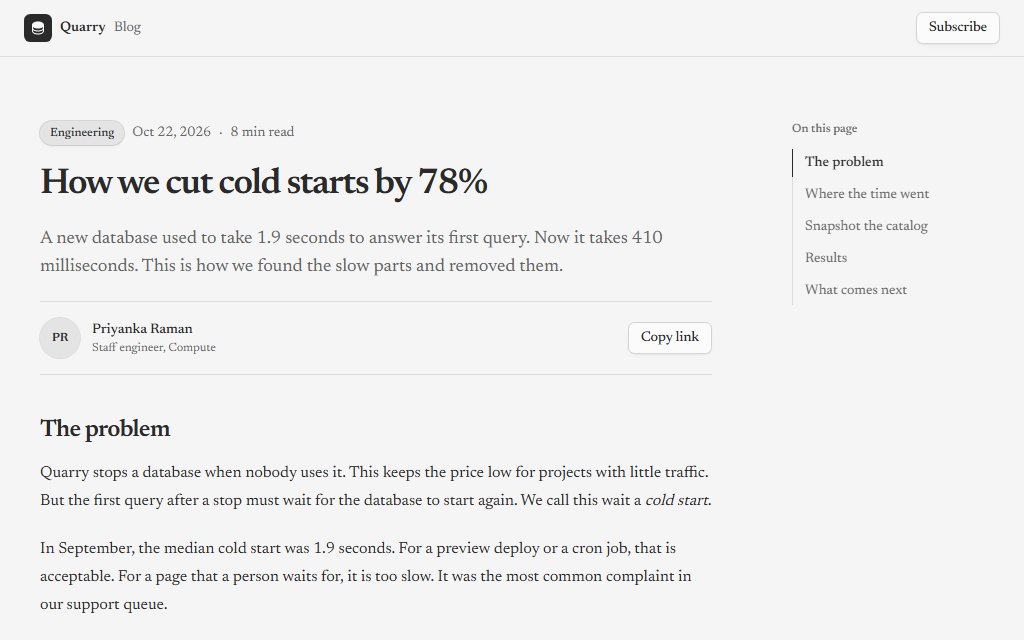 Quarry Blog
Subscribe
Engineering Oct 22, 2026 · 8 min read
How we cut cold starts by 78%
A new database used to take 1.9 seconds to answer its first query. Now it takes 410
milliseconds. This is how we found the slow parts and removed them.
PR
Priyanka Raman
Staff engineer, Compute
Copy link
The problem
Quarry stops a database when nobody uses it. This keeps the price low for projects with little traffic.
But the first query after a stop must wait for the database to start again. We call this wait a cold start.
In September, the median cold start was 1.9 seconds. For a preview deploy or a cron job, that is
acceptable. For a page that a person waits for, it is too slow. It was the most common complaint in
our support queue.
On this page
The problem
Where the time went
Snapshot the catalog
Results
What comes next